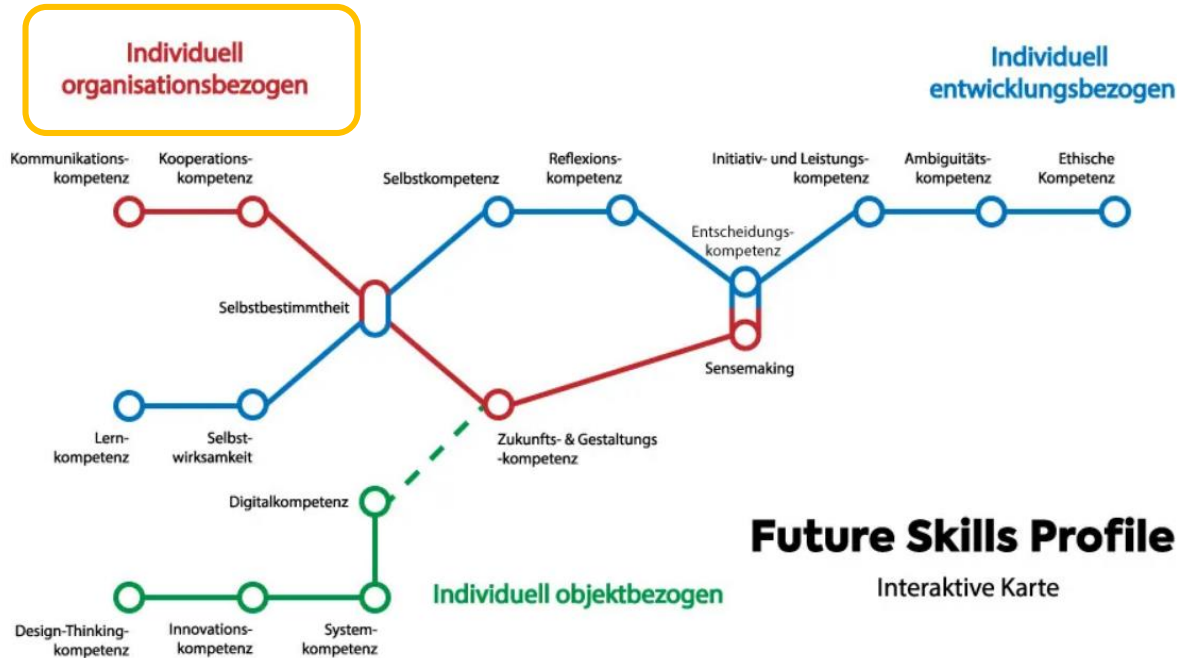 Individuell
organisationsbezogen
Individuell
entwicklungsbezogen
Kommunikations-
kompetenz
Kooperations-
kompetenz
Selbstkompetenz
Reflexions-
kompetenz
Initiativ- und Leistungs-
kompetenz
Ambiguitäts-
kompetenz
Ethische
Kompetenz
Entscheidungs-
kompetenz
Selbstbestimmtheit
Sensemaking
Lern-
kompetenz
Selbst-
wirksamkeit
Zukunfts- & Gestaltungs
-kompetenz
Digitalkompetenz
Future Skills Profile
Interaktive Karte
Individuell objektbezogen
Design-Thinking-
kompetenz
Innovations-
kompetenz
System-
kompetenz